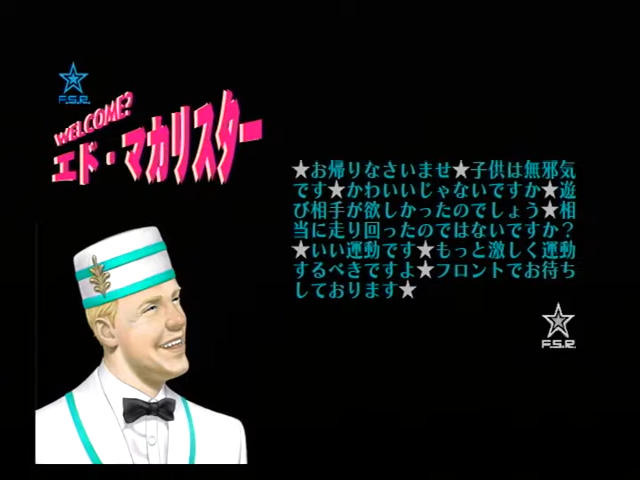 F.S.R.
WELCOME?
エド・マカリスター
★お帰りなさいませ★子供は無邪気
です★かわいいじゃないですか★遊
び相手が欲しかったのでしょう★相
当に走り回ったのではないですか？
★いい運動です★もっと激しく運動
するべきですよ★フロントでお待ち
しております★
F.S.R.